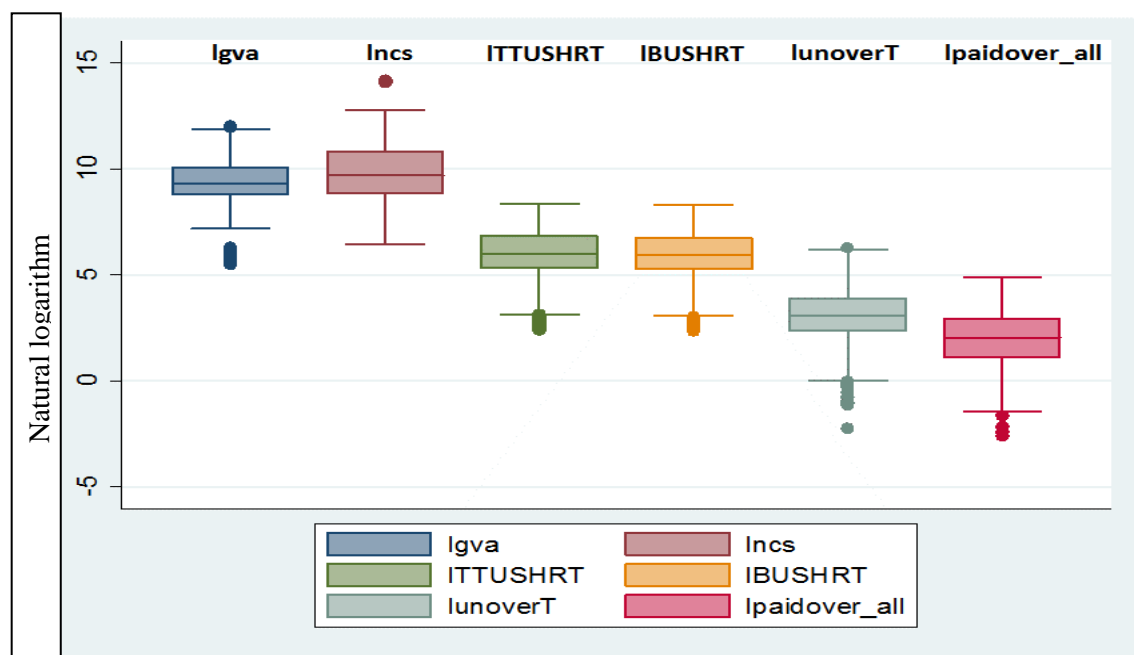 Natural logarithm
15
10
5
0
-5
lgva lncs lTTUSHRT lBUSHRT lunoverT lpaidover_all
lgva lncs
lTTUSHRT lBUSHRT
lunoverT lpaidover_all